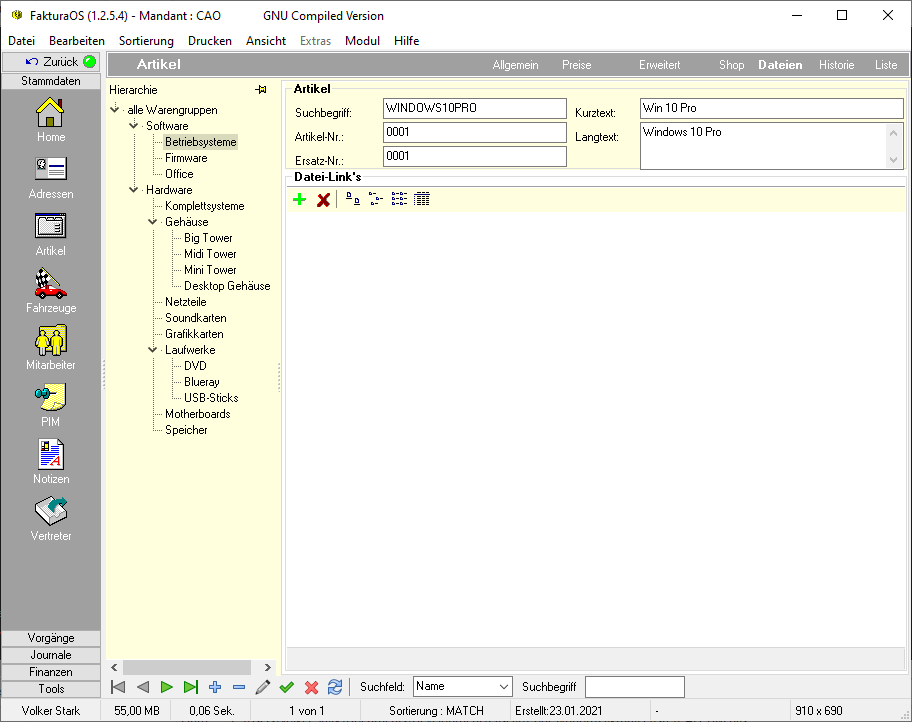 FakturaOS (1.2.5.4) - Mandant : CAO GNU Compiled Version
Datei Bearbeiten Sortierung Drucken Ansicht Extras Modul Hilfe
Zurück
Artikel Allgemein Preise Erweitert Shop Dateien Historie Liste
Stammdaten
Home
Adressen
Artikel
Fahrzeuge
Mitarbeiter
PIM
Notizen
Vertreter
Vorgänge
Journale
Finanzen
Tools
Hierarchie
alle Warengruppen
Software
Betriebsysteme
Firmware
Office
Hardware
Komplettsysteme
Gehäuse
Big Tower
Midi Tower
Mini Tower
Desktop Gehäuse
Netzteile
Soundkarten
Grafikkarten
Laufwerke
DVD
Blueray
USB-Sticks
Motherboards
Speicher
Artikel
Suchbegriff: WINDOWS10PRO Kurztext: Win 10 Pro
Artikel-Nr.: 0001 Langtext: Windows 10 Pro
Ersatz-Nr.: 0001
Datei-Link's
Suchfeld: Name Suchbegriff
Volker Stark 55,00 MB 0,06 Sek. 1 von 1 Sortierung : MATCH Erstellt:23.01.2021 - 910 x 690